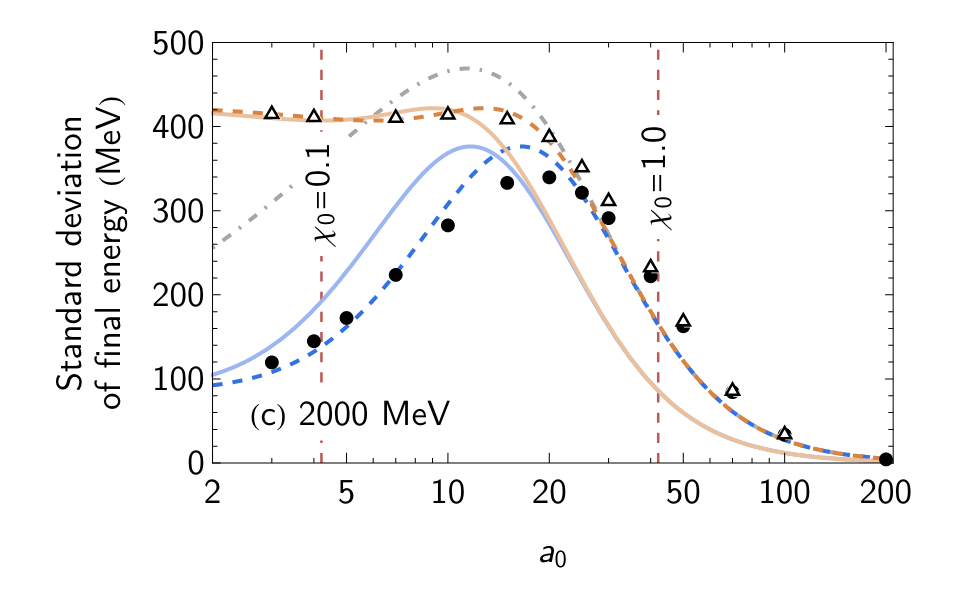 500
400
300
200
100
0
Standard deviation
of final energy (MeV)
χ0=0.1
χ0=1.0
(c) 2000 MeV
2 5 10 20 50 100 200
a0